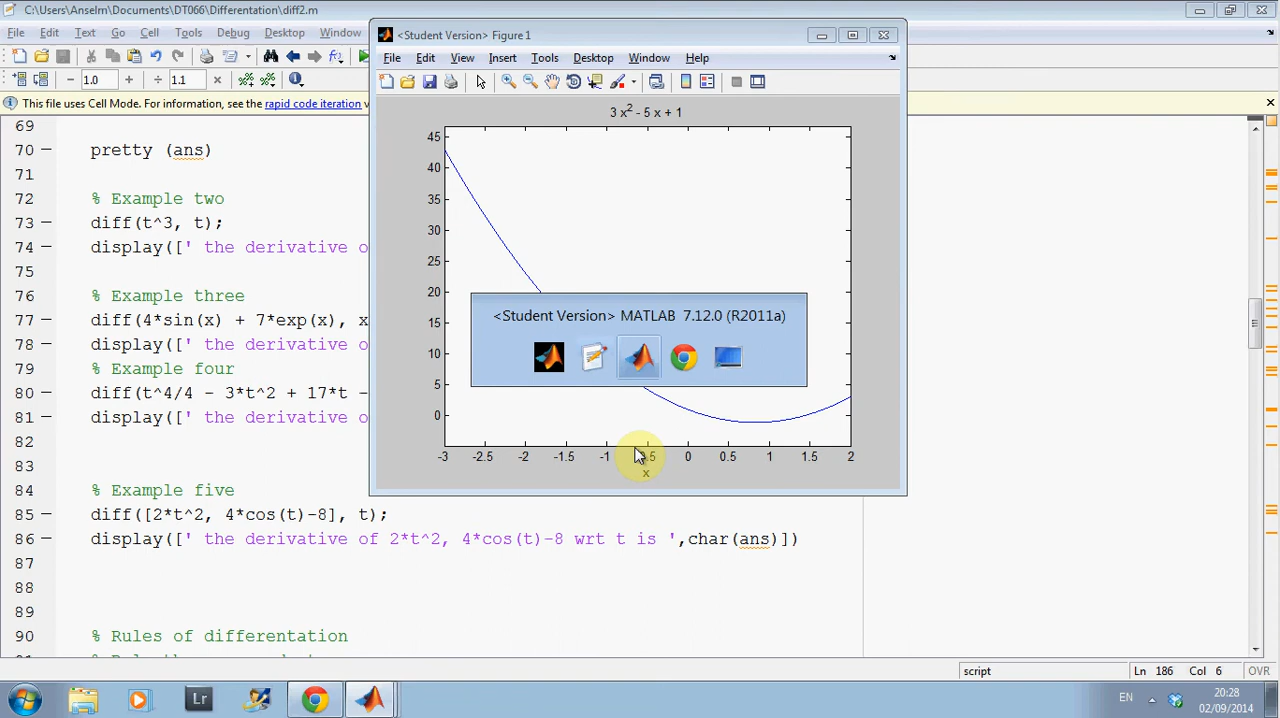 C:\Users\Anselm\Documents\DT066\Differentation\diff2.m
File Edit Text Go Cell Tools Debug Desktop Window
1.0
1.1
This file uses Cell Mode. For information, see the rapid code iteration
69
70 pretty (ans)
71
72 % Example two
73 diff(t^3, t);
74 display([' the derivative o
75
76 % Example three
77 diff(4*sin(x) + 7*exp(x), x
78 display([' the derivative o
79 % Example four
80 diff(t^4/4 - 3*t^2 + 17*t -
81 display([' the derivative o
82
83
84 % Example five
85 diff([2*t^2, 4*cos(t)-8], t);
86 display([' the derivative of 2*t^2, 4*cos(t)-8 wrt t is ',char(ans)])
87
88
89
90 % Rules of differentation
<Student Version> Figure 1
File Edit View Insert Tools Desktop Window Help
3 x2 - 5 x + 1
45
40
35
30
25
20
15
10
5
0
-3 -2.5 -2 -1.5 -1 0 0.5 1 1.5 2
x
<Student Version> MATLAB 7.12.0 (R2011a)
script Ln 186 Col 6 OVR
Lr
EN
20:28
02/09/2014